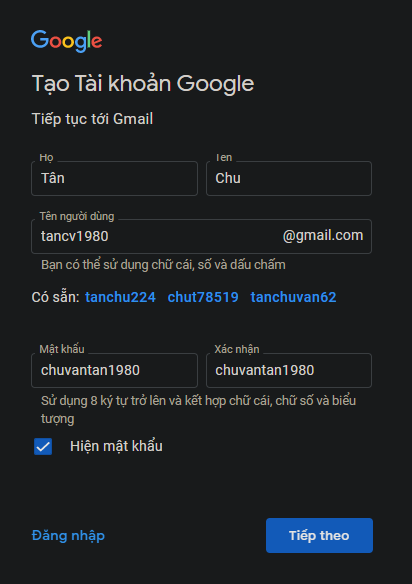 Google
Tạo Tài khoản Google
Tiếp tục tới Gmail
Họ Tên
Tân Chu
Tên người dùng
tancv1980 @gmail.com
Bạn có thể sử dụng chữ cái, số và dấu chấm
Có sẵn: tanchu224 chut78519 tanchuvan62
Mật khẩu Xác nhận
chuvantan1980 chuvantan1980
Sử dụng 8 ký tự trở lên và kết hợp chữ cái, chữ số và biểu
tượng
Hiện mật khẩu
Đăng nhập Tiếp theo